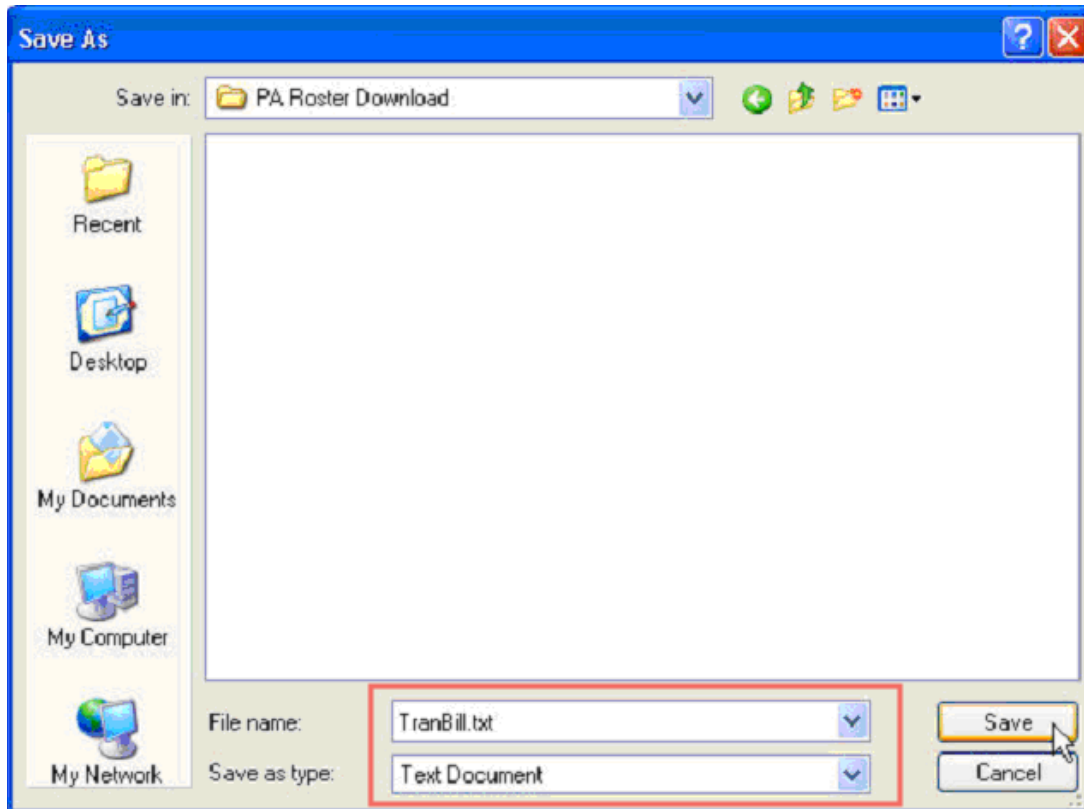 Save As
Save in: PA Roster Download
Recent
Desktop
My Documents
My Computer
My Network
File name: TranBill.txt
Save as type: Text Document
Save
Cancel